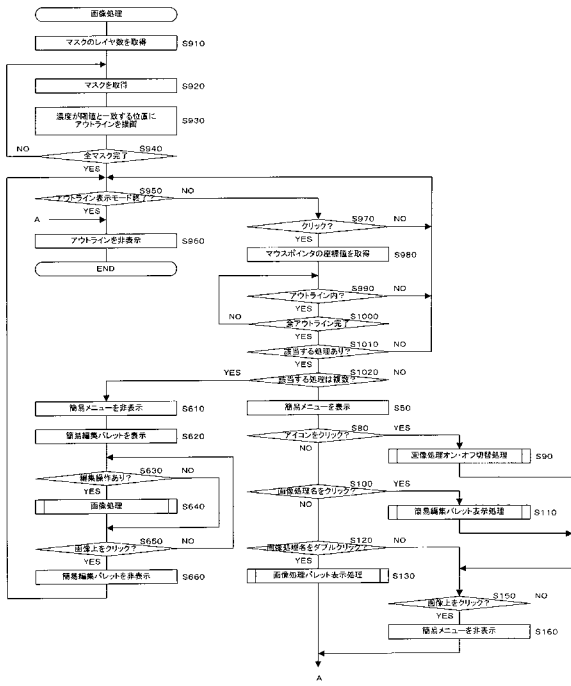 画像処理
マスクのレイヤ数を取得
S910
マスクを取得
S920
濃度が閾値と一致する位置に
アウトラインを描画
S930
NO
S940
全マスク完了
YES
S950
NO
アウトライン表示モード終了?
YES
A
アウトラインを非表示
S960
END
S970
NO
クリック?
YES
マウスポインタの座標値を取得
S980
S990
NO
アウトライン内?
YES
NO
S1000
全アウトライン完了
YES
S1010
NO
該当する処理あり?
YES
YES
S1020
NO
該当する処理は複数?
簡易メニューを非表示
S610
簡易編集パレットを表示
S620
S630
NO
編集操作あり?
YES
画像処理
S640
S650
NO
画像上をクリック?
YES
簡易編集パレットを非表示
S660
簡易メニューを表示
S50
S80
YES
アイコンをクリック?
NO
画像処理オン・オフ切替処理
S90
S100
YES
画像処理名をクリック?
NO
簡易編集パレット表示処理
S110
S120
NO
画像処理名をダブルクリック?
YES
画像処理パレット表示処理
S130
S150
NO
画像上をクリック?
YES
簡易メニューを非表示
S160
A